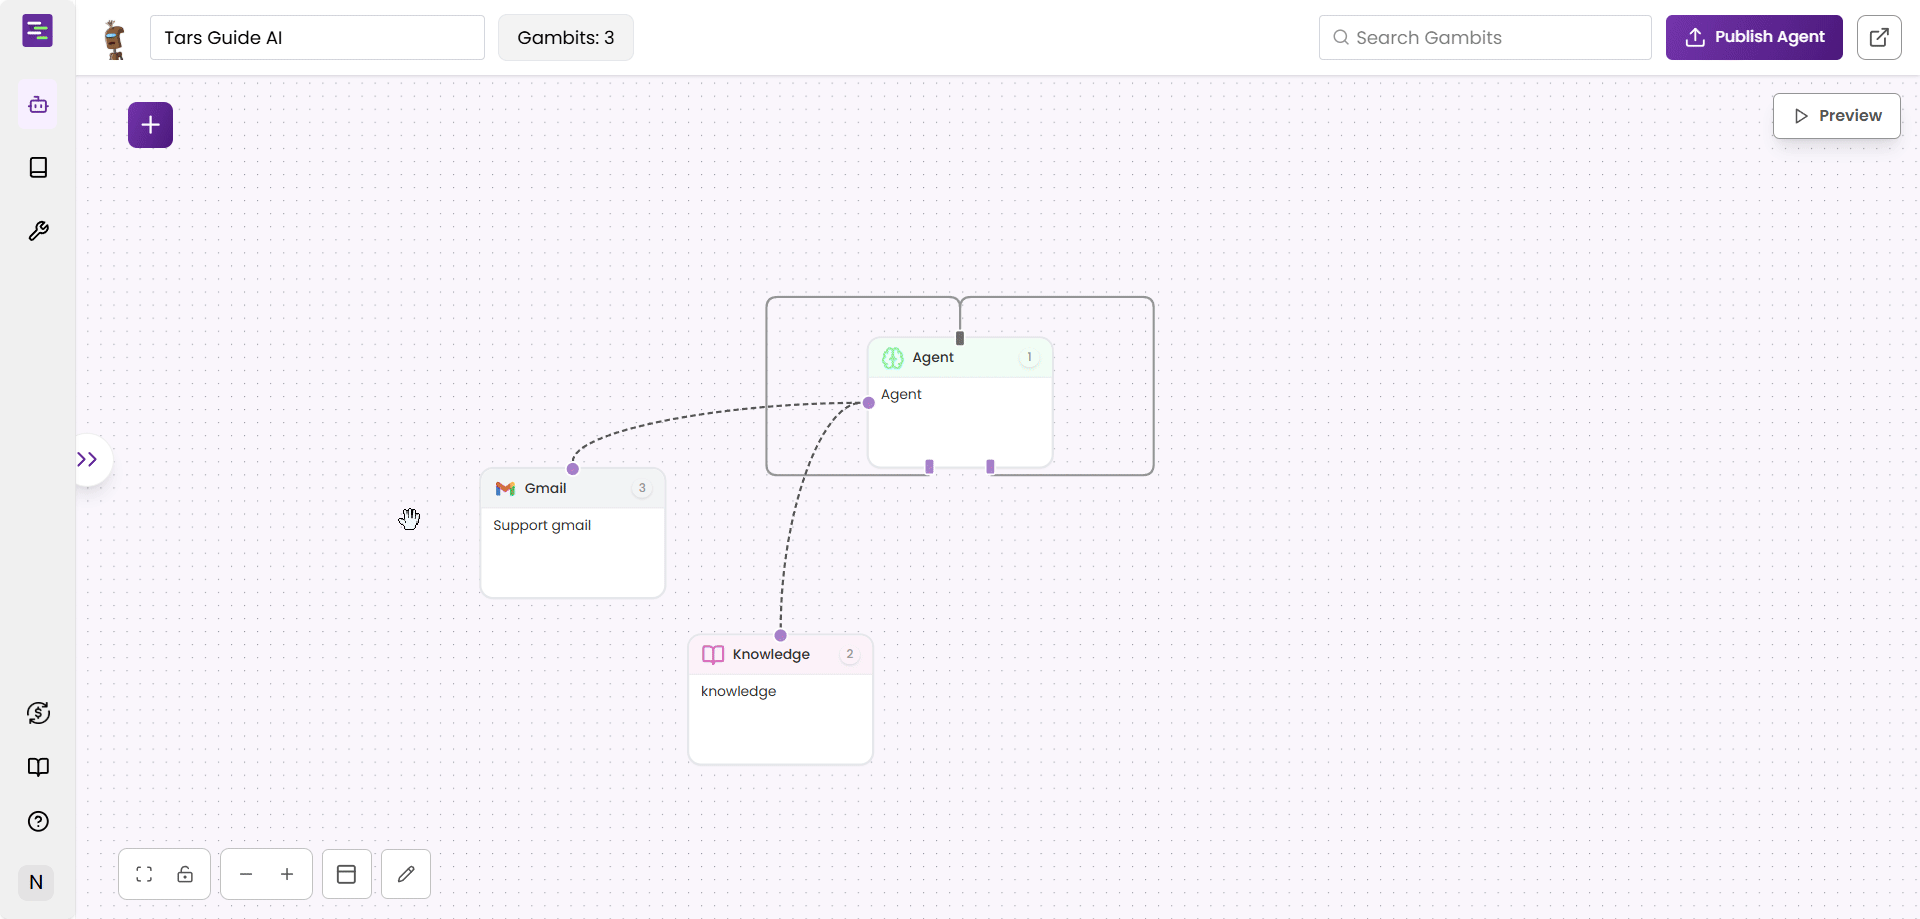 Tars Guide AI
Gambits: 3
Search Gambits
Publish Agent
Preview
Agent
1
Agent
Gmail
3
Support gmail
Knowledge
2
knowledge
N